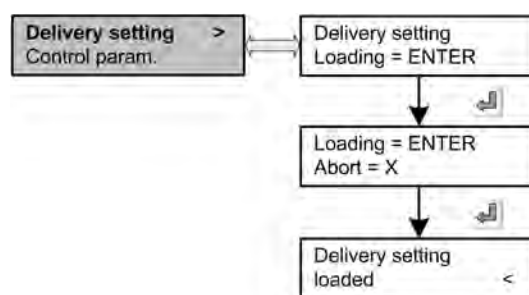 Delivery setting >
Control param.
Delivery setting
Loading = ENTER
Loading = ENTER
Abort = X
Delivery setting
loaded <